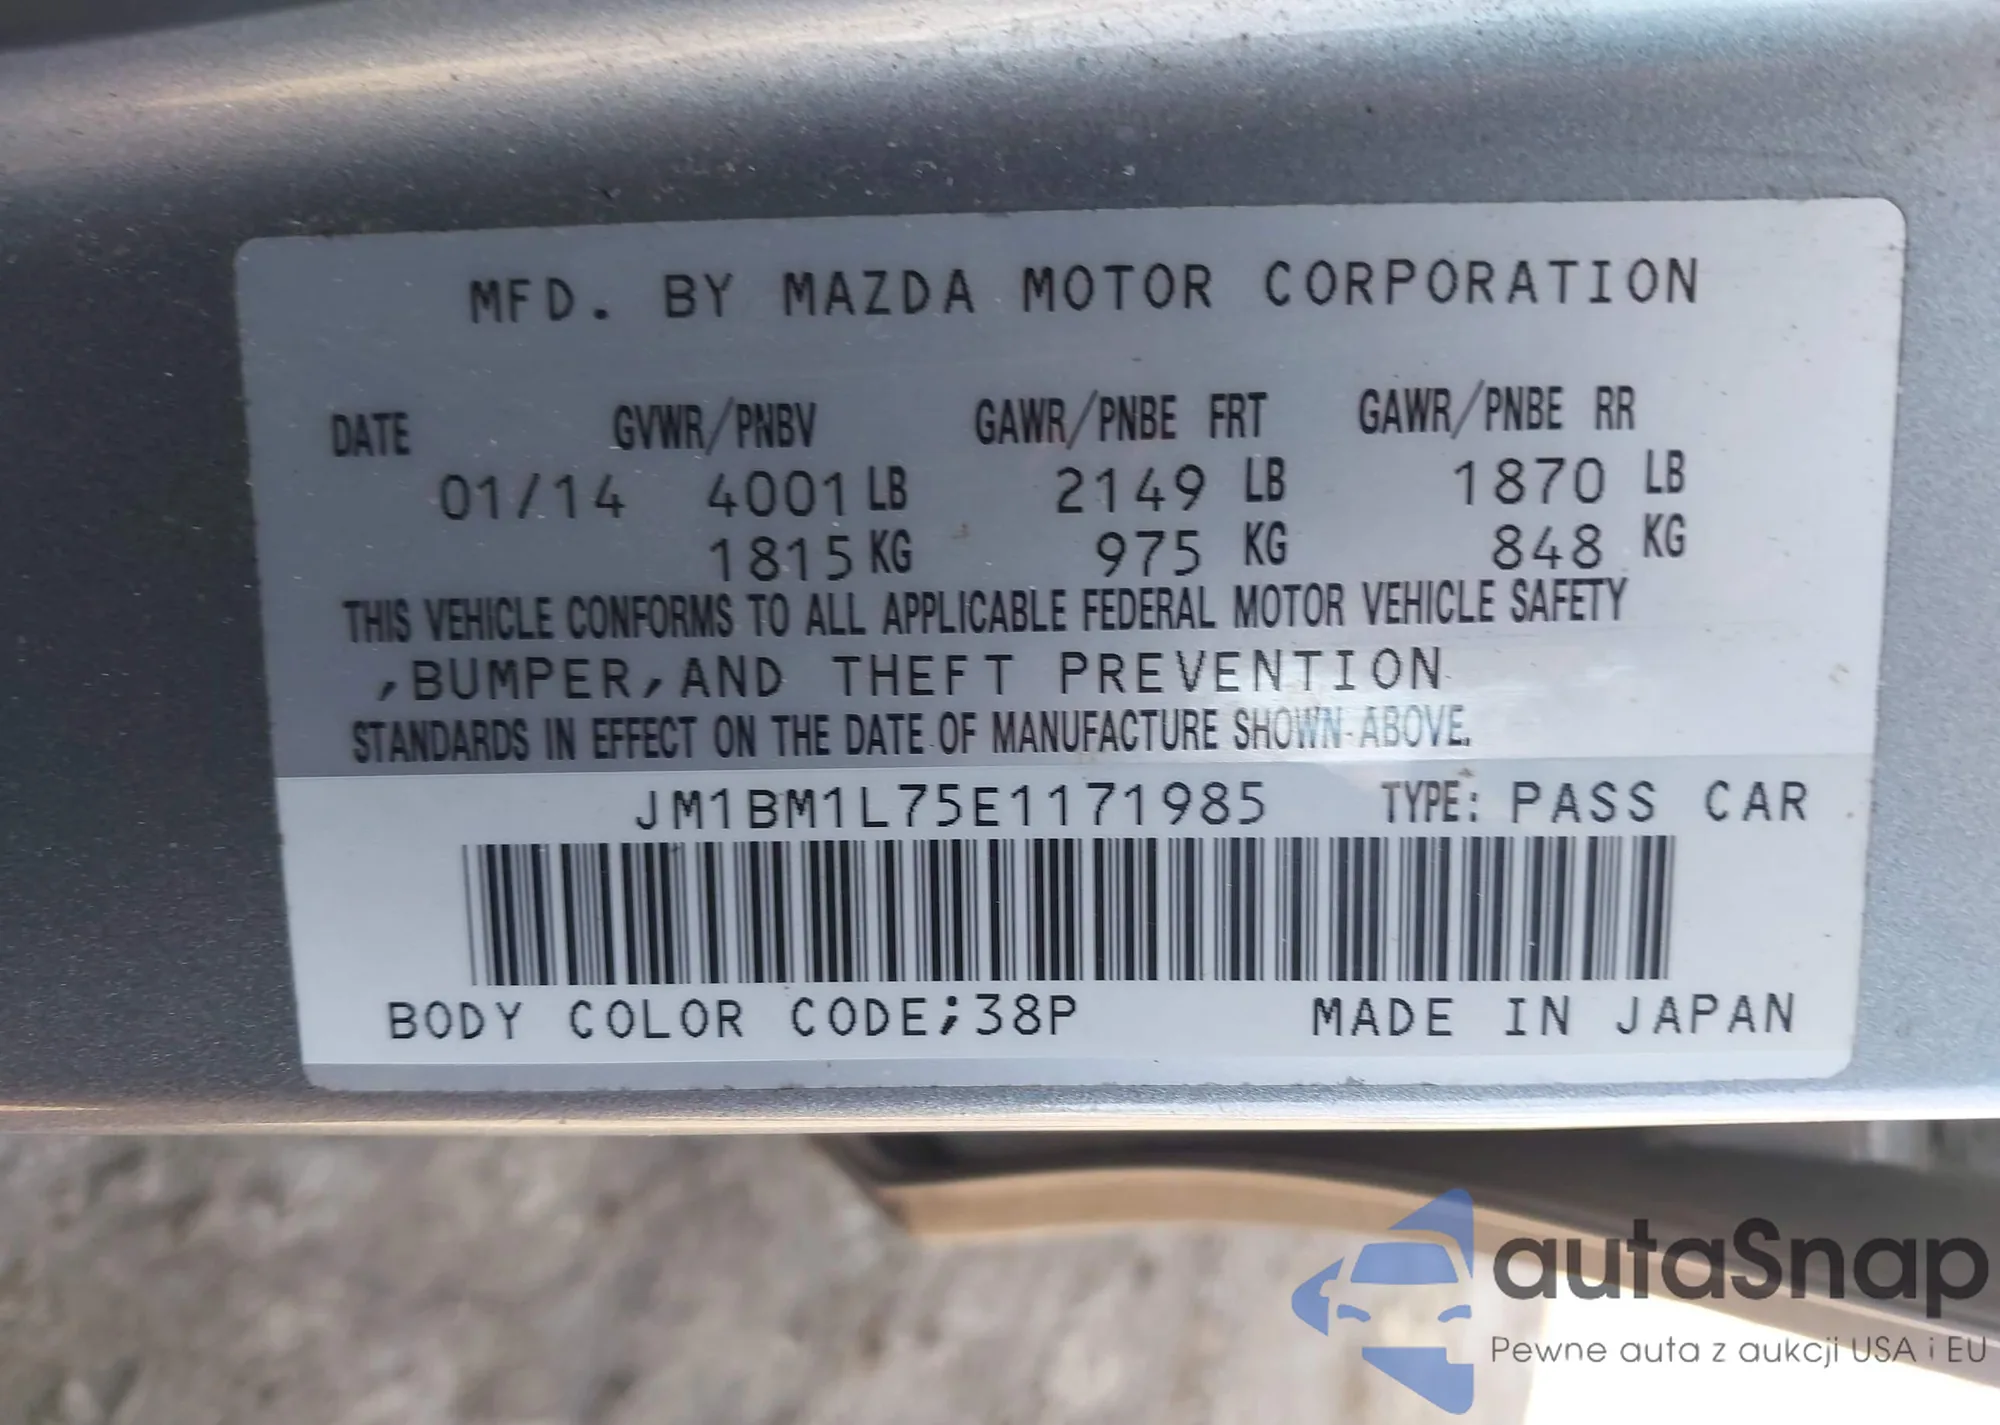 MFD. BY MAZDA MOTOR CORPORATION
DATE GVWR/PNBV GAWR/PNBE FRT GAWR/PNBE RR
01/14 4001 LB 2149 LB 1870 LB
1815 KG 975 KG 848 KG
THIS VEHICLE CONFORMS TO ALL APPLICABLE FEDERAL MOTOR VEHICLE SAFETY
,BUMPER,AND THEFT PREVENTION
STANDARDS IN EFFECT ON THE DATE OF MANUFACTURE SHOWN ABOVE.
JM1BM1L75E1171985 TYPE: PASS CAR
BODY COLOR CODE;38P MADE IN JAPAN
autaSnap
Pewne auta z aukcji USA i EU